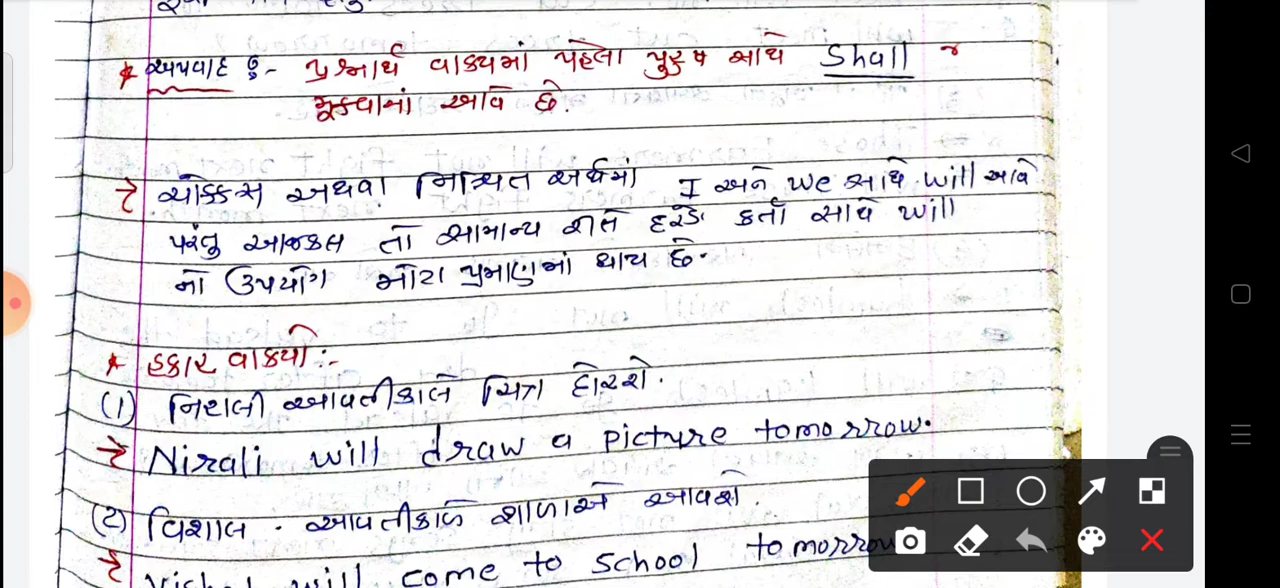 * અપવાદ :- પ્રશ્નાર્થ વાક્યમાં પહેલા પુરુષ સાથે Shall જ
મૂકવામાં આવે છે.
→ ચોક્કસ અથવા નિશ્ચિત અર્થમાં I અને we સાથે will આવે
પરંતુ આજકાલ તો સામાન્ય રીતે દરેક કર્તા સાથે will
નો ઉપયોગ મોટા પ્રમાણમાં થાય છે.
* હકાર વાક્યો :-
(1) નિરાલી આવતીકાલે ચિત્ર દોરશે.
→ Nirali will draw a picture tomorrow.
(2) વિશાલ . આવતીકાલે શાળાએ આવશે.
→ Vishal will come to school tomorrow